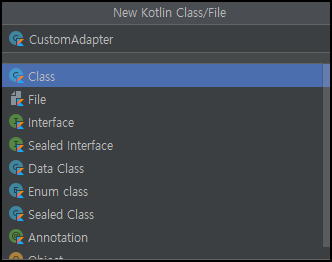 New Kotlin Class/File
CustomAdapter
Class
File
Interface
Sealed Interface
Data Class
Enum class
Sealed Class
Annotation
Object